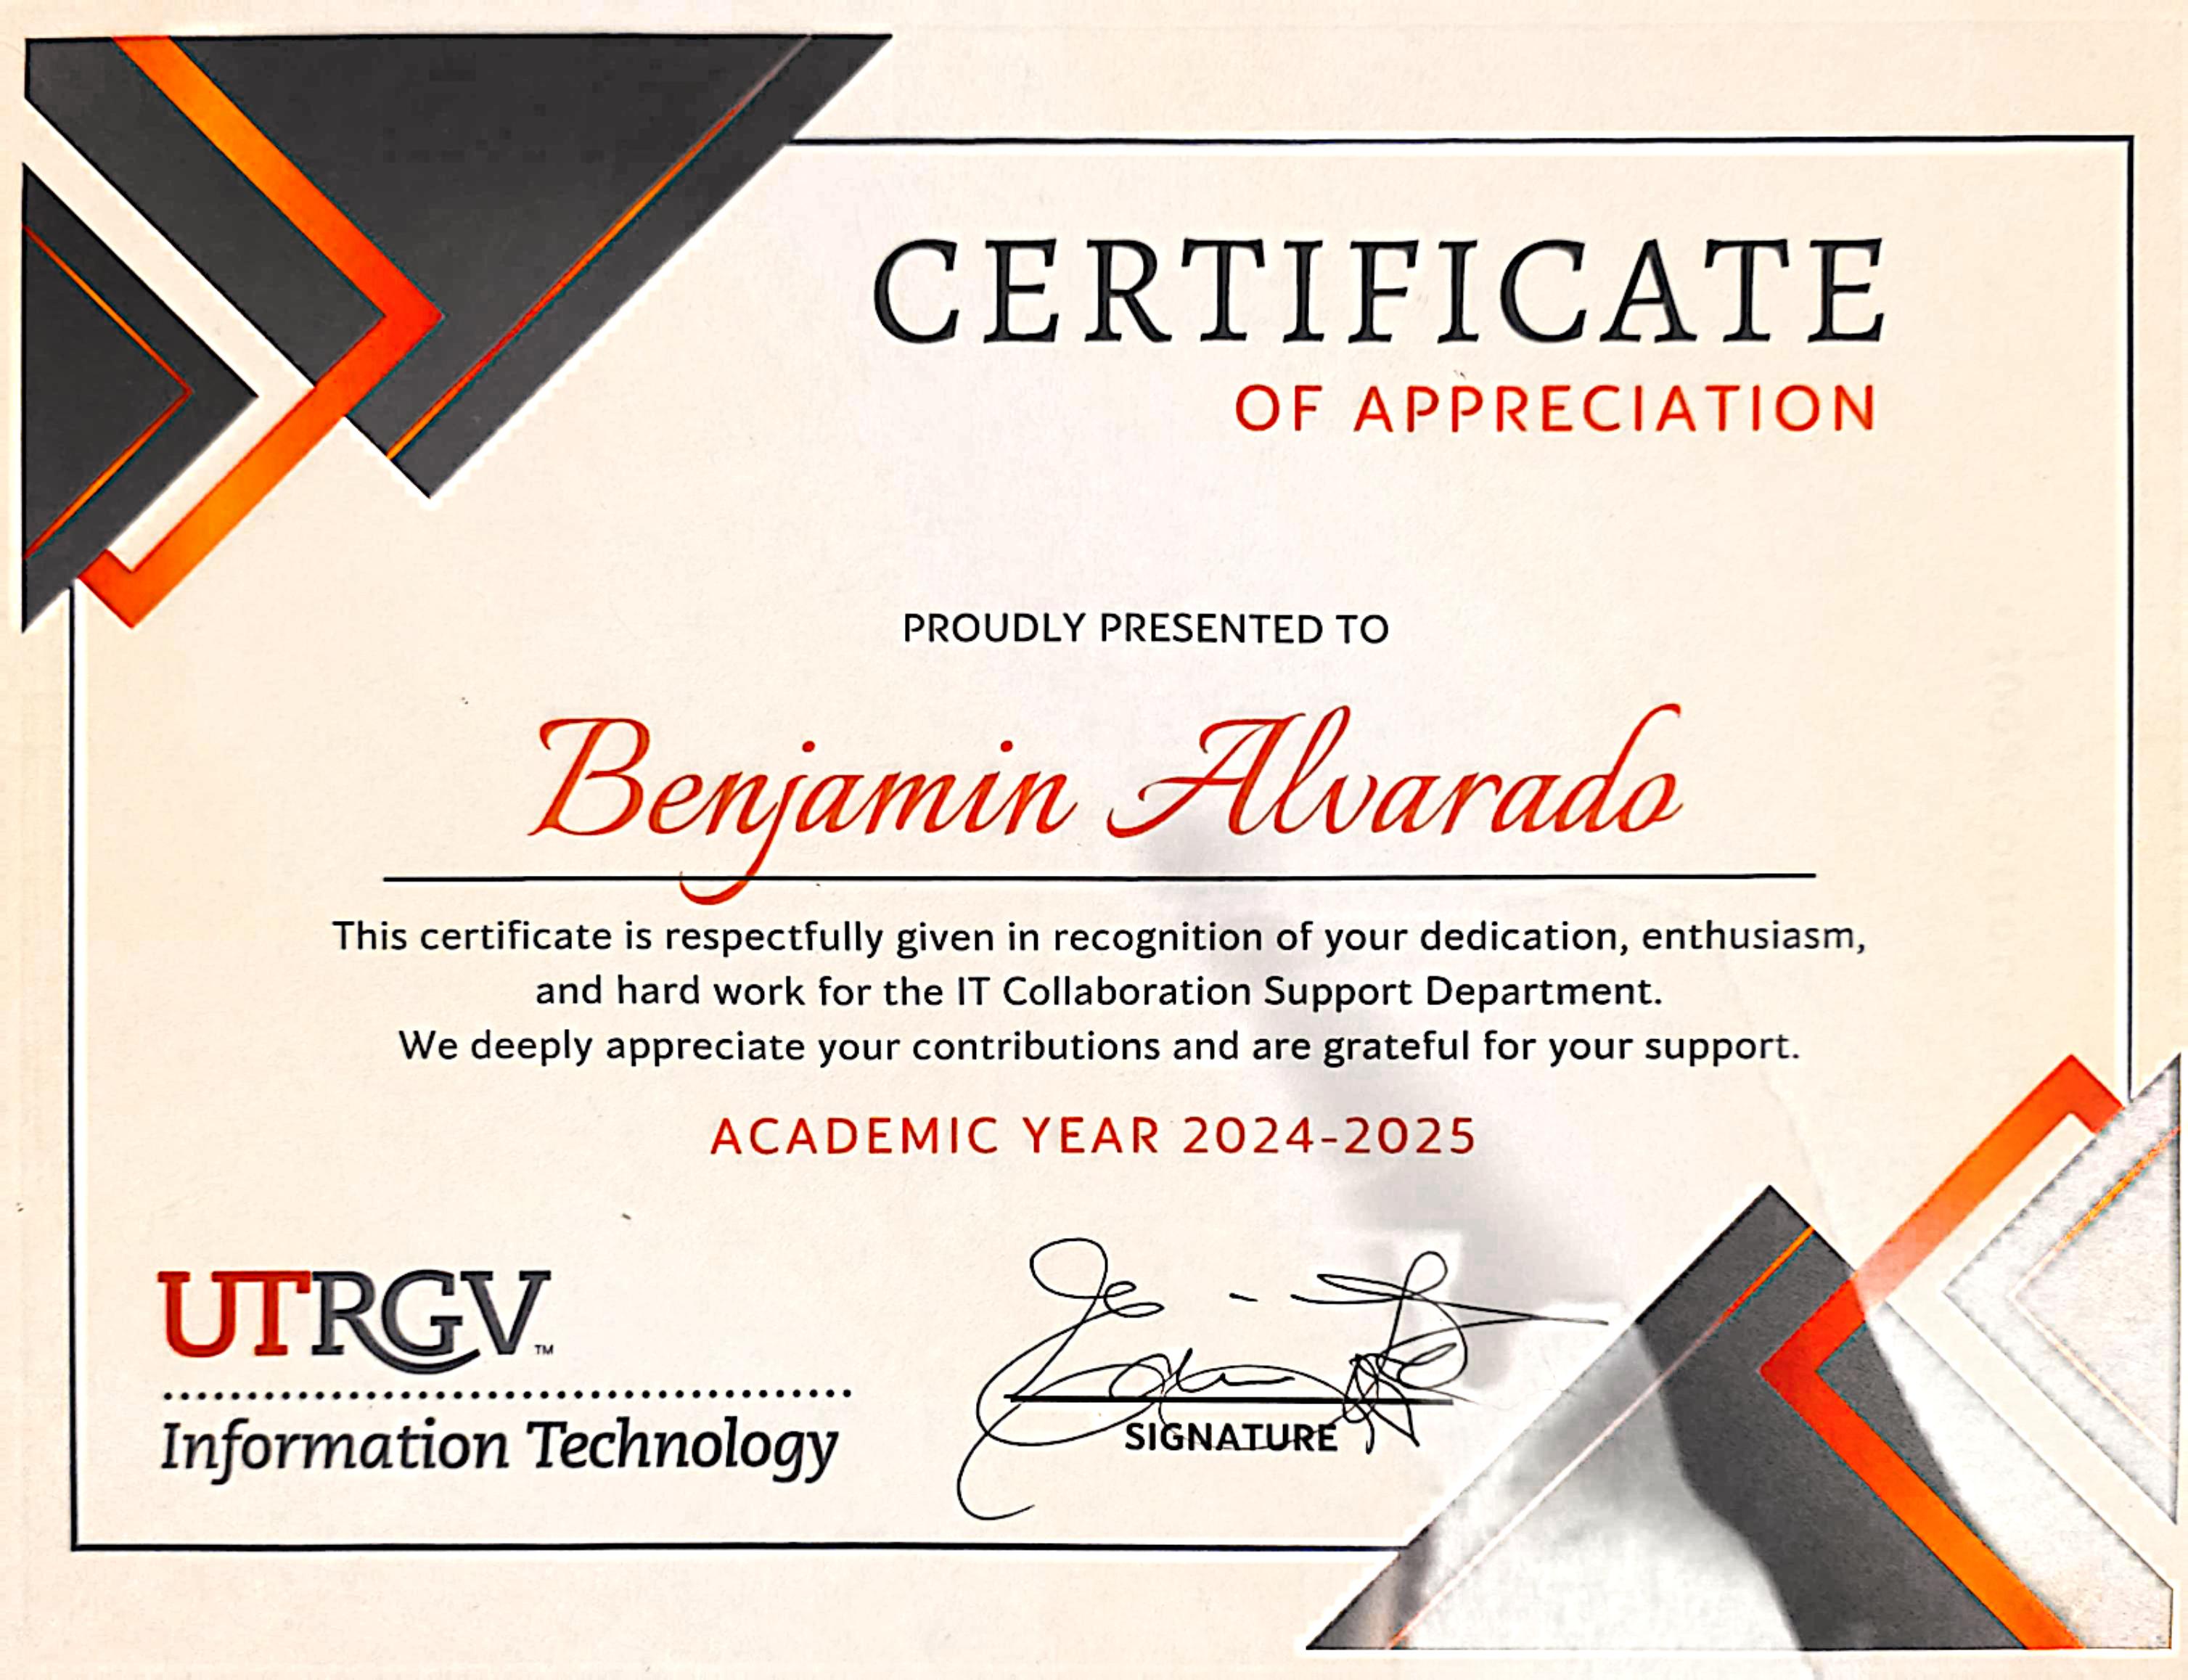 CERTIFICATE
OF APPRECIATION
PROUDLY PRESENTED TO
Benjamin Alvarado
This certificate is respectfully given in recognition of your dedication, enthusiasm,
and hard work for the IT Collaboration Support Department.
We deeply appreciate your contributions and are grateful for your support.
ACADEMIC YEAR 2024-2025
UTRGV™
Information Technology
SIGNATURE